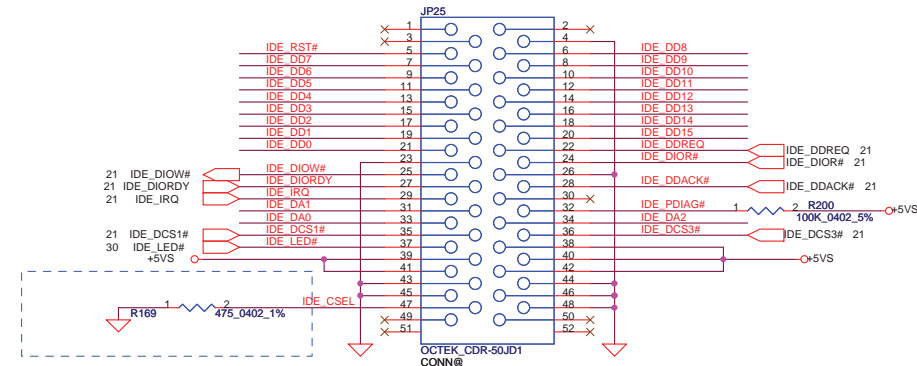 JP25
1 2
3 4
IDE_RST# 5 6 IDE_DD8
IDE_DD7 7 8 IDE_DD9
IDE_DD6 9 10 IDE_DD10
IDE_DD5 11 12 IDE_DD11
IDE_DD4 13 14 IDE_DD12
IDE_DD3 15 16 IDE_DD13
IDE_DD2 17 18 IDE_DD14
IDE_DD1 19 20 IDE_DD15
IDE_DD0 21 22 IDE_DDREQ IDE_DDREQ 21
23 24 IDE_DIOR# IDE_DIOR# 21
21 IDE_DIOW# IDE_DIOW# 25 26
21 IDE_DIORDY IDE_DIORDY 27 28 IDE_DDACK# IDE_DDACK# 21
21 IDE_IRQ IDE_IRQ 29 30
IDE_DA1 31 32 IDE_PDIAG# 1 2 R200
100K_0402_5% +5VS
IDE_DA0 33 34 IDE_DA2
21 IDE_DCS1# IDE_DCS1# 35 36 IDE_DCS3# IDE_DCS3# 21
30 IDE_LED# IDE_LED# 37 38
+5VS 39 40 +5VS
41 42
43 44
45 46
R169 1 2 475_0402_1% IDE_CSEL 47 48
49 50
51 52
OCTEK_CDR-50JD1
CONN@